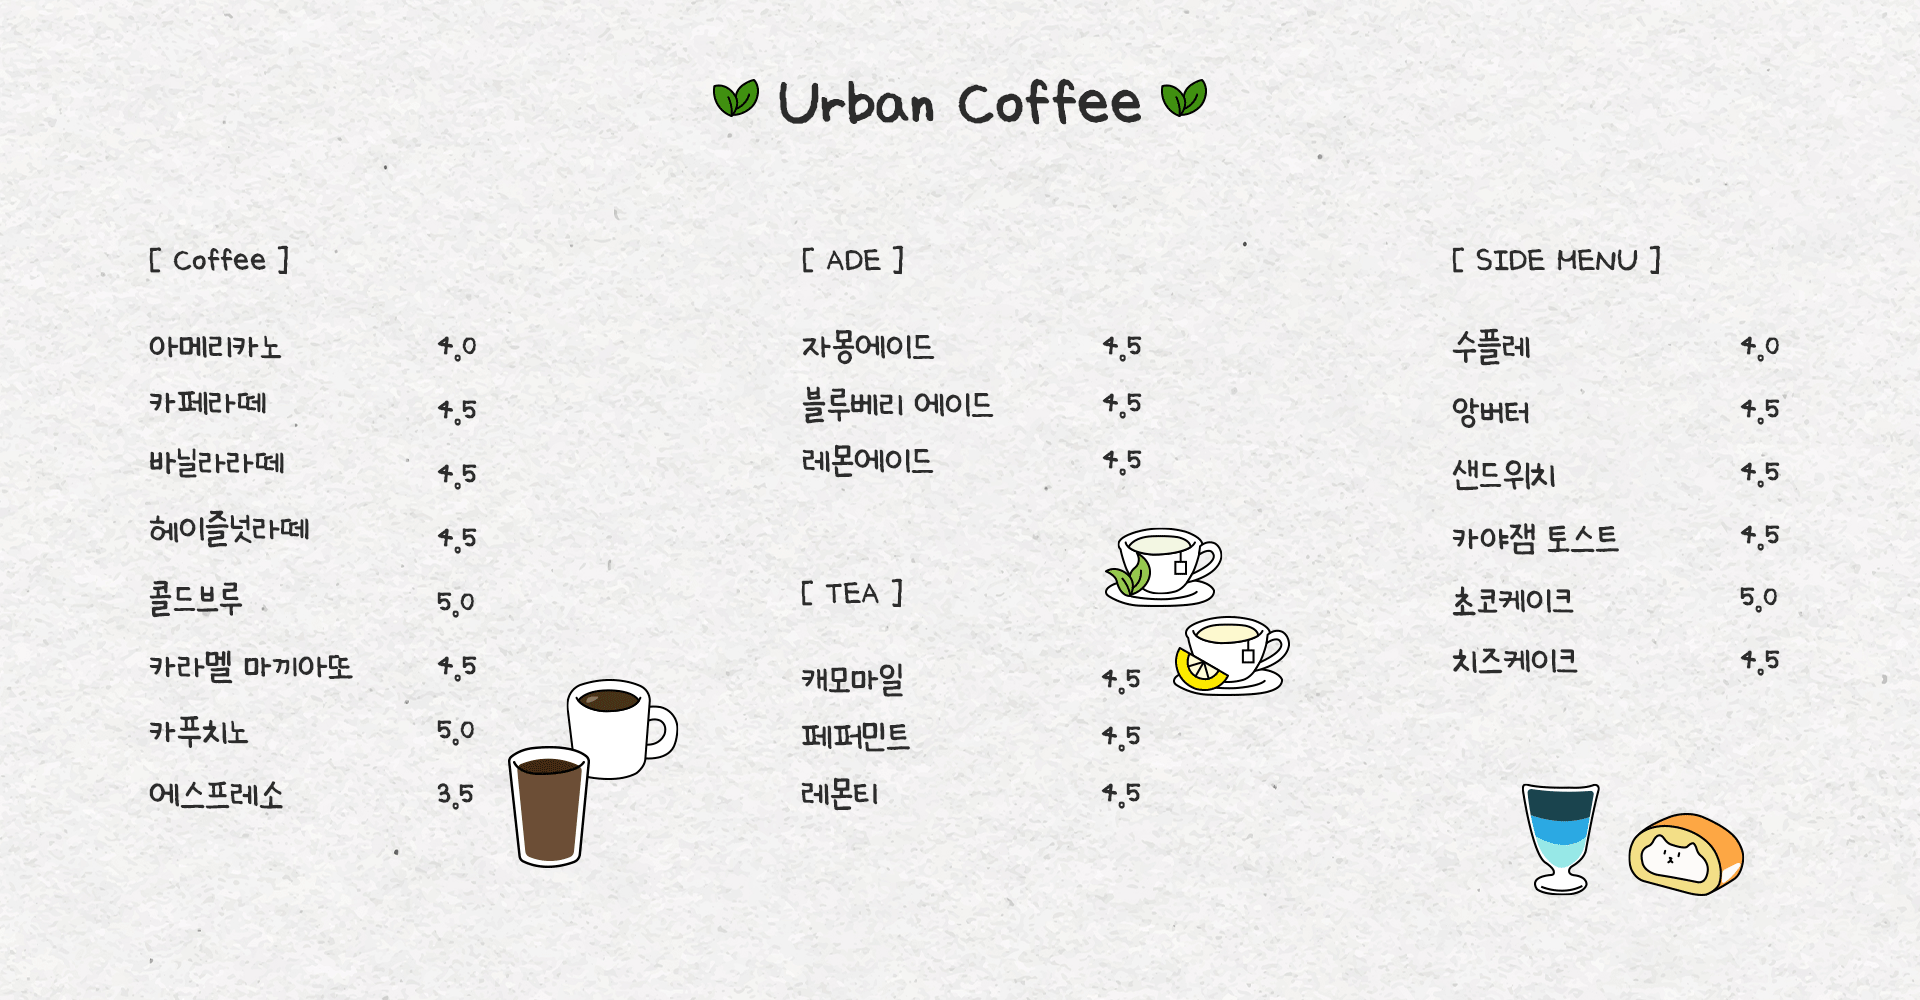 Urban Coffee
[ Coffee ]
아메리카노 4.0
카페라떼 4.5
바닐라라떼 4.5
헤이즐넛라떼 4.5
콜드브루 5.0
카라멜 마끼아또 4.5
카푸치노 5.0
에스프레소 3.5
[ ADE ]
자몽에이드 4.5
블루베리 에이드 4.5
레몬에이드 4.5
[ TEA ]
캐모마일 4.5
페퍼민트 4.5
레몬티 4.5
[ SIDE MENU ]
수플레 4.0
앙버터 4.5
샌드위치 4.5
카야잼 토스트 4.5
초코케이크 5.0
치즈케이크 4.5